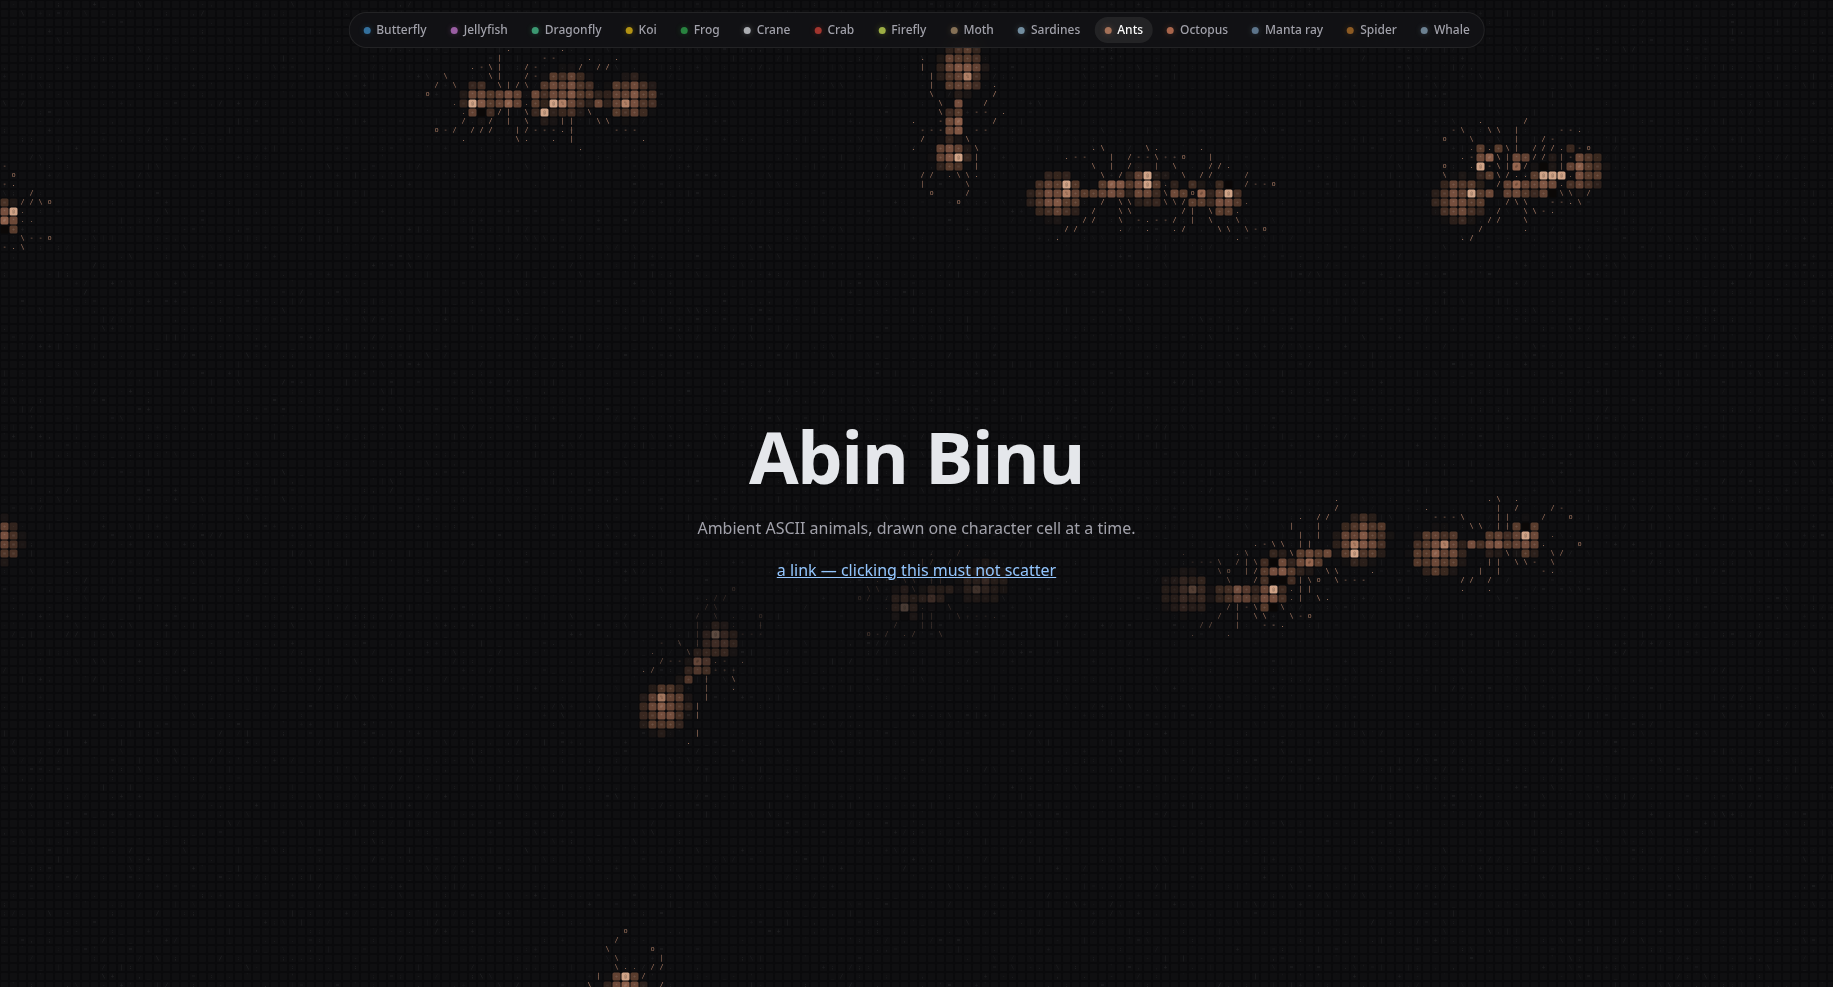 Butterfly Jellyfish Dragonfly Koi Frog Crane Crab Firefly Moth Sardines Ants Octopus Manta ray Spider Whale
Abin Binu
Ambient ASCII animals, drawn one character cell at a time.
a link — clicking this must not scatter